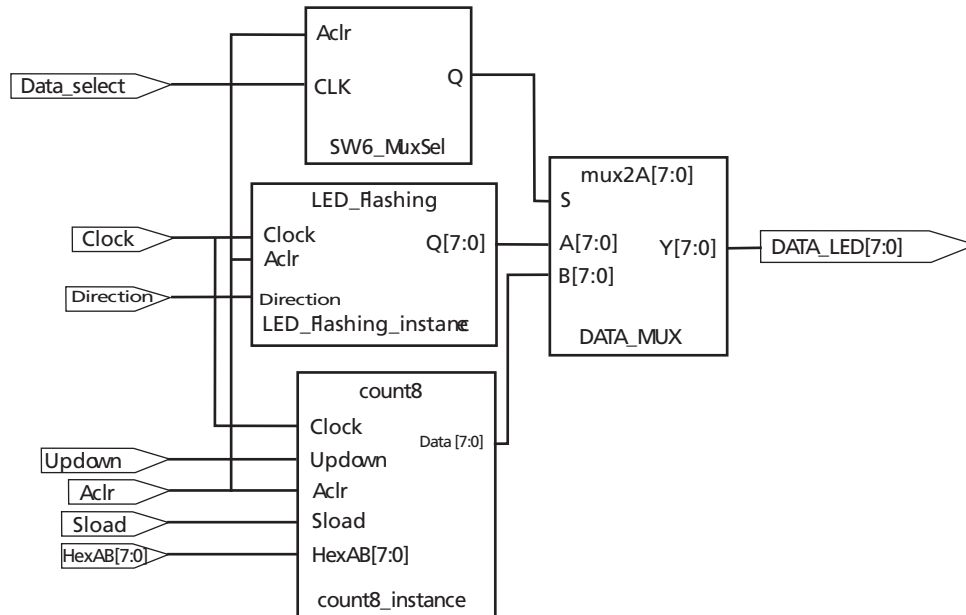 Aclr
Data_select
CLK
Q
SW6_MuxSel
mux2A[7:0]
S
LED_Flashing
Clock
Clock
Q[7:0]
A[7:0]
Y[7:0]
DATA_LED[7:0]
Aclr
B[7:0]
Direction
Direction
LED_Flashing_instance
DATA_MUX
count8
Clock
Data [7:0]
Updown
Updown
Aclr
Aclr
Sload
Sload
HexAB[7:0]
HexAB[7:0]
count8_instance